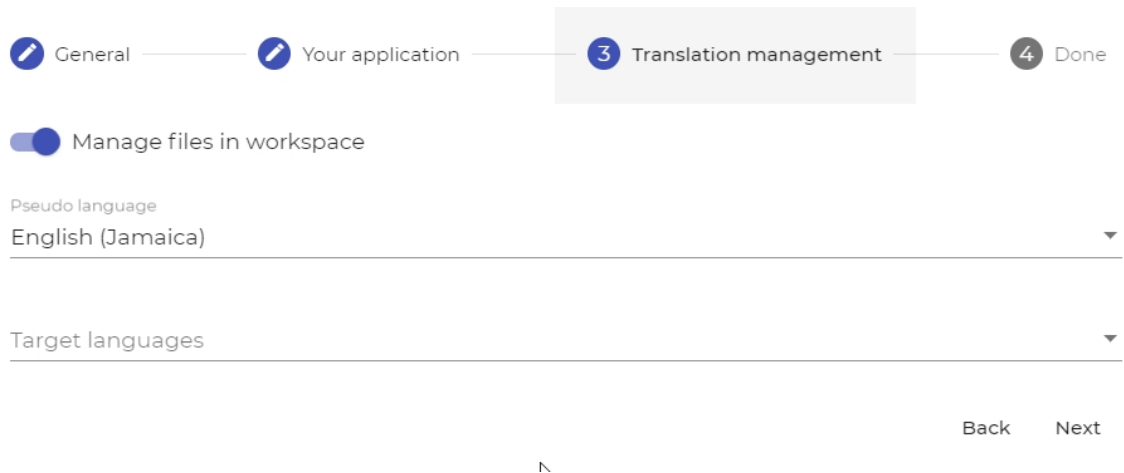 General
Your application
3 Translation management
4 Done
Manage files in workspace
Pseudo language
English (Jamaica)
Target languages
Back Next